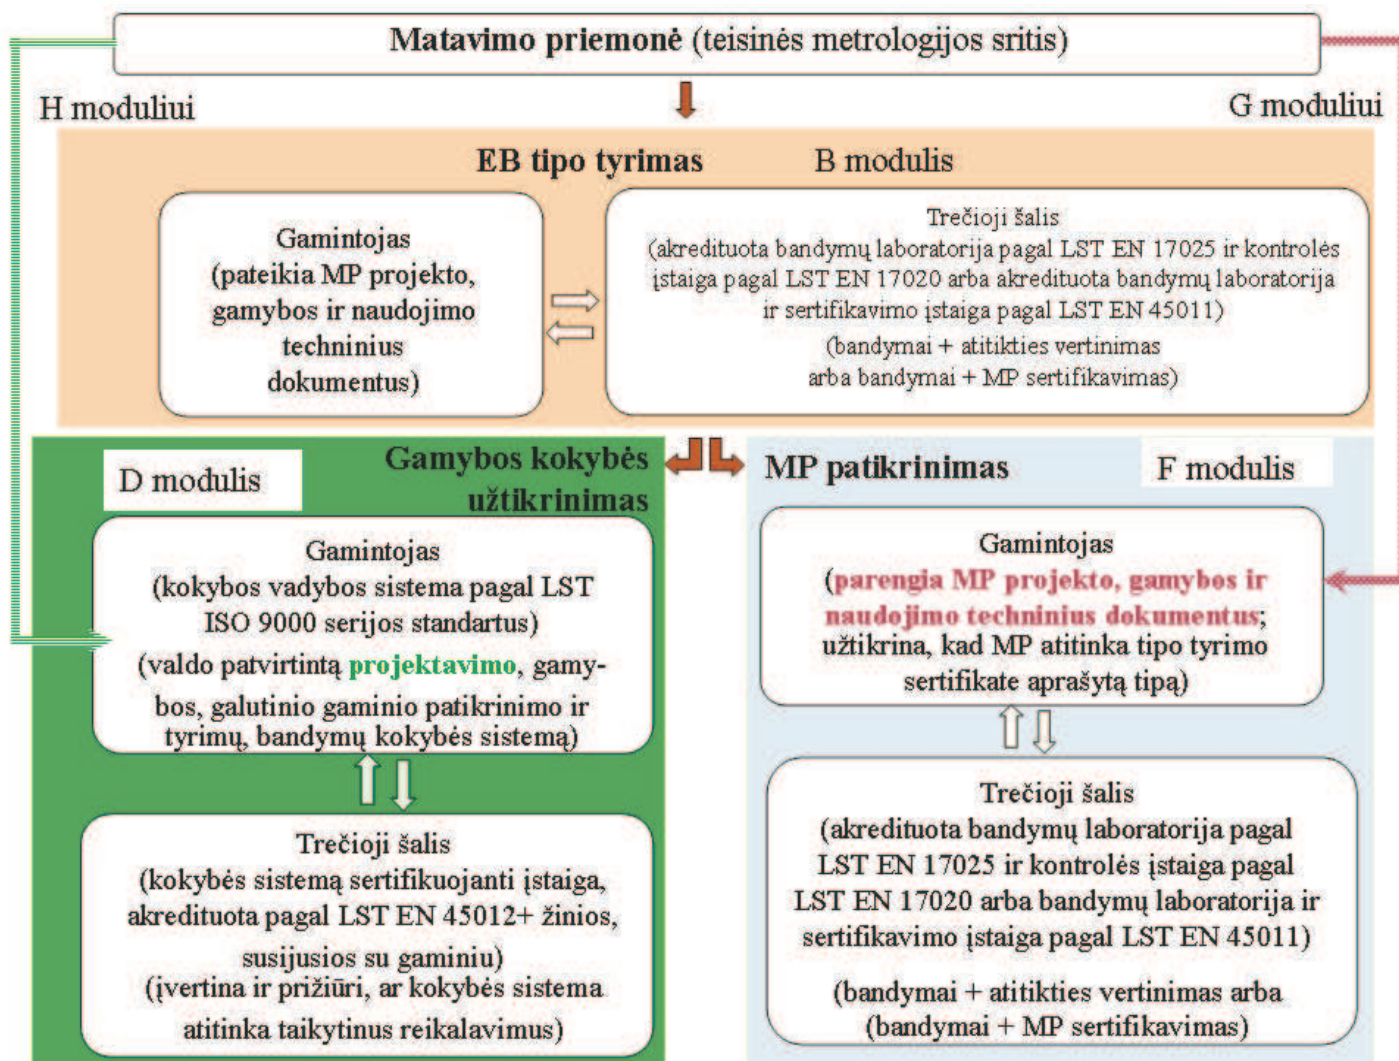 Matavimo priemonė (teisinės metrologijos sritis)
H moduliui
G moduliui
EB tipo tyrimas B modulis
Gamintojas
(pateikia MP projekto,
gamybos ir naudojimo
techninius
dokumentus)
Trečioji šalis
(akredituota bandymų laboratorija pagal LST EN 17025 ir kontrolės
įstaiga pagal LST EN 17020 arba akredituota bandymų laboratorija
ir sertifikavimo įstaiga pagal LST EN 45011)
(bandymai + atitikties vertinimas
arba bandymai + MP sertifikavimas)
Gamybos kokybės
užtikrinimas
D modulis
Gamintojas
(kokybos vadybos sistema pagal LST
ISO 9000 serijos standartus)
(valdo patvirtintą projektavimo, gamy-
bos, galutinio gaminio patikrinimo ir
tyrimų, bandymų kokybės sistemą)
Trečioji šalis
(kokybės sistemą sertifikuojanti įstaiga,
akredituota pagal LST EN 45012+ žinios,
susijusios su gaminiu)
(įvertina ir prižiūri, ar kokybės sistema
atitinka taikytinus reikalavimus)
MP patikrinimas
F modulis
Gamintojas
(parengia MP projekto, gamybos ir
naudojimo techninius dokumentus;
užtikrina, kad MP atitinka tipo tyrimo
sertifikate aprašytą tipą)
Trečioji šalis
(akredituota bandymų laboratorija pagal
LST EN 17025 ir kontrolės įstaiga pagal
LST EN 17020 arba bandymų laboratorija ir
sertifikavimo įstaiga pagal LST EN 45011)
(bandymai + atitikties vertinimas arba
(bandymai + MP sertifikavimas)